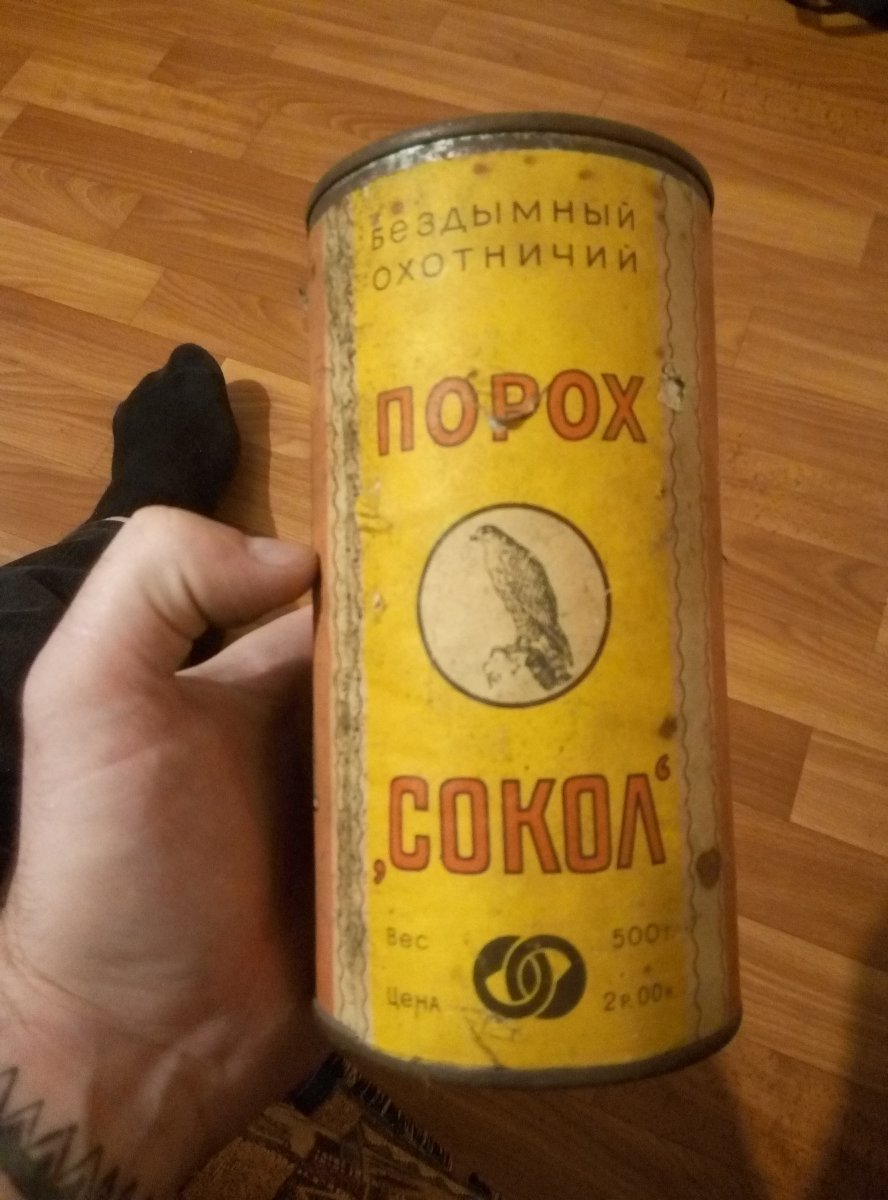 Бездымный
охотничий
ПОРОХ
„СОКОЛ“
Вес 500г.
Цена 2р.00к.